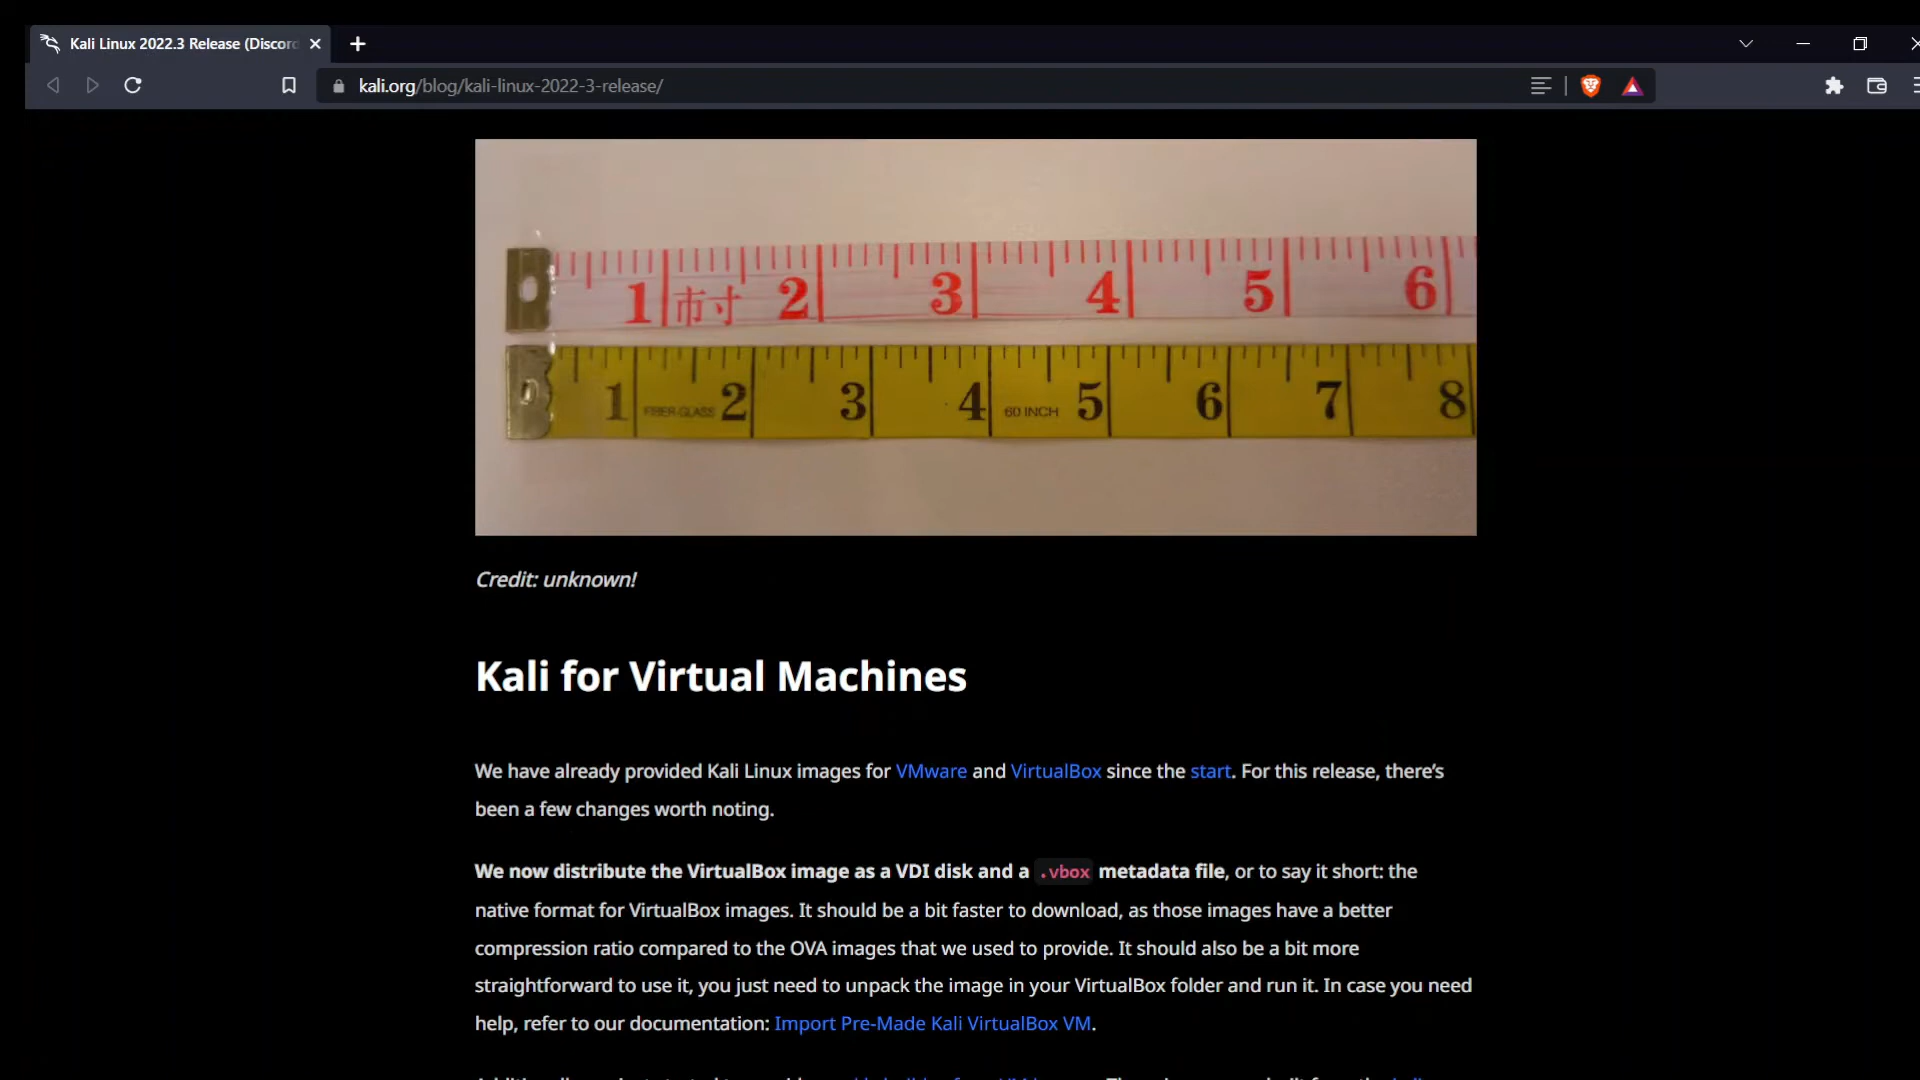 Kali Linux 2022.3 Release (Discord
kali.org/blog/kali-linux-2022-3-release/
1 市寸 2 3 4 5 6
1 FIBER-GLASS 2 3 4 60 INCH 5 6 7 8
Credit: unknown!
Kali for Virtual Machines
We have already provided Kali Linux images for VMware and VirtualBox since the start. For this release, there's
been a few changes worth noting.
We now distribute the VirtualBox image as a VDI disk and a .vbox metadata file, or to say it short: the
native format for VirtualBox images. It should be a bit faster to download, as those images have a better
compression ratio compared to the OVA images that we used to provide. It should also be a bit more
straightforward to use it, you just need to unpack the image in your VirtualBox folder and run it. In case you need
help, refer to our documentation: Import Pre-Made Kali VirtualBox VM.